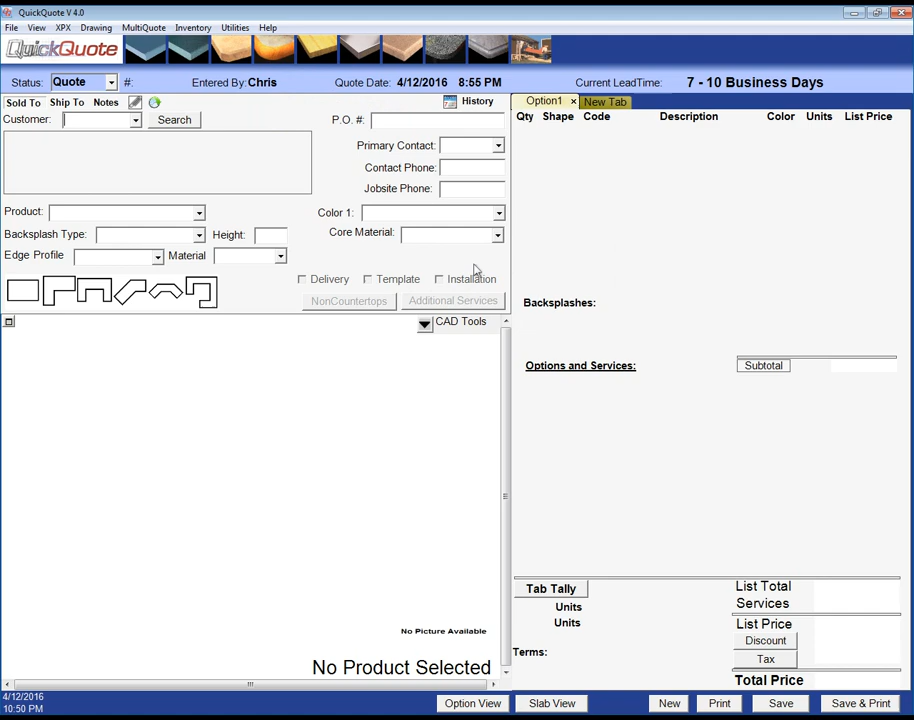 QuickQuote V 4.0
File View XPX Drawing MultiQuote Inventory Utilities Help
QuickQuote
Status: Quote #: Entered By: Chris Quote Date: 4/12/2016 8:55 PM Current LeadTime: 7 - 10 Business Days
Sold To Ship To Notes History
Option1 × New Tab
Customer: Search P.O. #:
Qty Shape Code Description Color Units List Price
Primary Contact:
Contact Phone:
Jobsite Phone:
Product: Color 1:
Backsplash Type: Height: Core Material:
Edge Profile Material
Delivery Template Installation
NonCountertops Additional Services
Backsplashes:
CAD Tools
Options and Services: Subtotal
No Picture Available
No Product Selected
Tab Tally
Units
Units
Terms:
List Total
Services
List Price
Discount
Tax
Total Price
4/12/2016
10:50 PM
Option View Slab View New Print Save Save & Print